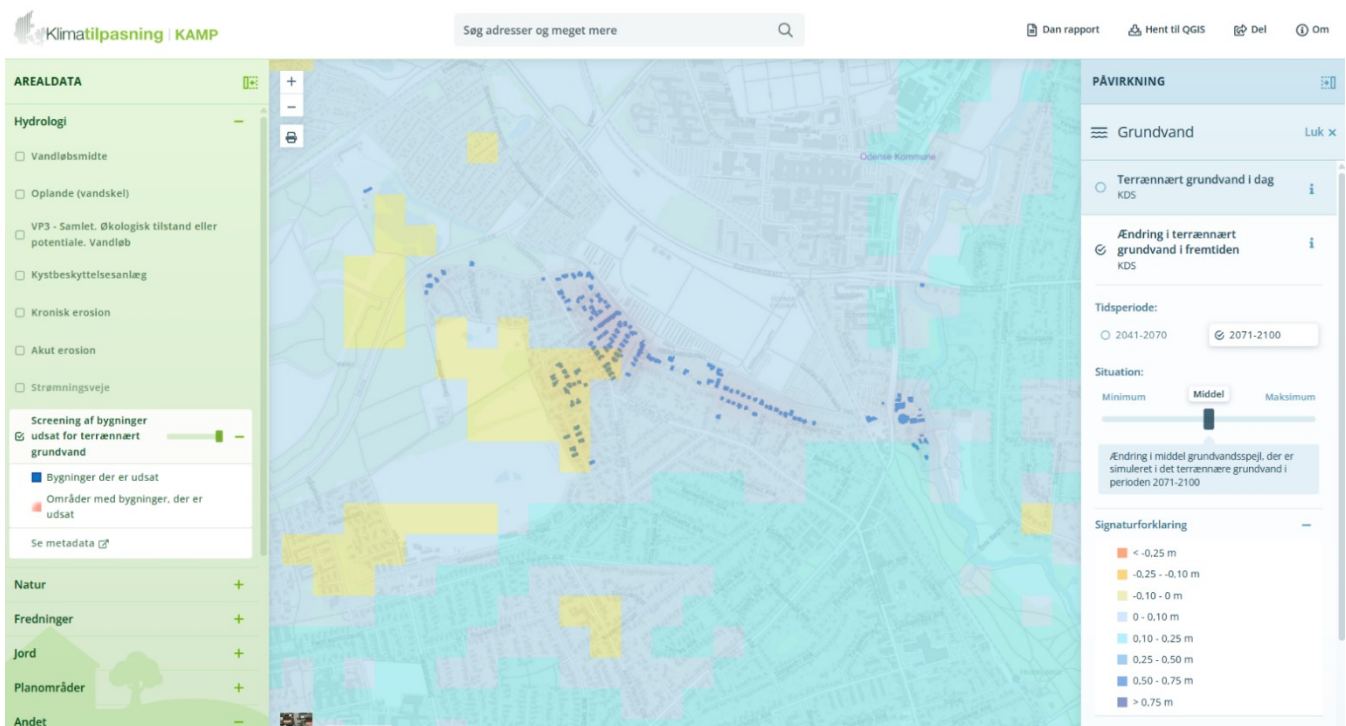 Klimatilpasning | KAMP
Søg adresser og meget mere
Dan rapport
Hent til QGIS
Del
Om
AREALDATA
Hydrologi
Vandløbsmidte
Oplande (vandskel)
VP3 - Samlet. Økologisk tilstand eller
potentiale. Vandløb
Kystbeskyttelsesanlæg
Kronisk erosion
Akut erosion
Strømningsveje
Screening af bygninger
udsat for terrænnært
grundvand
Bygninger der er udsat
Områder med bygninger, der er
udsat
Se metadata
Natur
Fredninger
Jord
Planområder
Andet
Odense Kommune
PÅVIRKNING
Grundvand
Luk ×
Terrænnært grundvand i dag
KDS
Ændring i terrænnært
grundvand i fremtiden
KDS
Tidsperiode:
2041-2070
2071-2100
Situation:
Minimum
Middel
Maksimum
Ændring i middel grundvandsspejl, der er
simuleret i det terrænnære grundvand i
perioden 2071-2100
Signaturforklaring
< -0,25 m
-0,25 - -0,10 m
-0,10 - 0 m
0 - 0,10 m
0,10 - 0,25 m
0,25 - 0,50 m
0,50 - 0,75 m
> 0,75 m